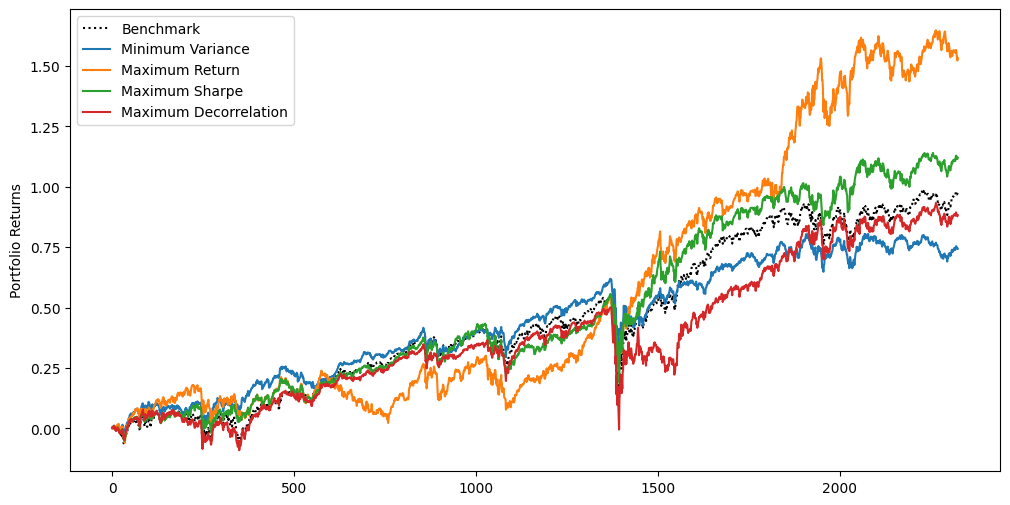 Benchmark
Minimum Variance
Maximum Return
Maximum Sharpe
Maximum Decorrelation
Portfolio Returns
1.50
1.25
1.00
0.75
0.50
0.25
0.00
0 500 1000 1500 2000